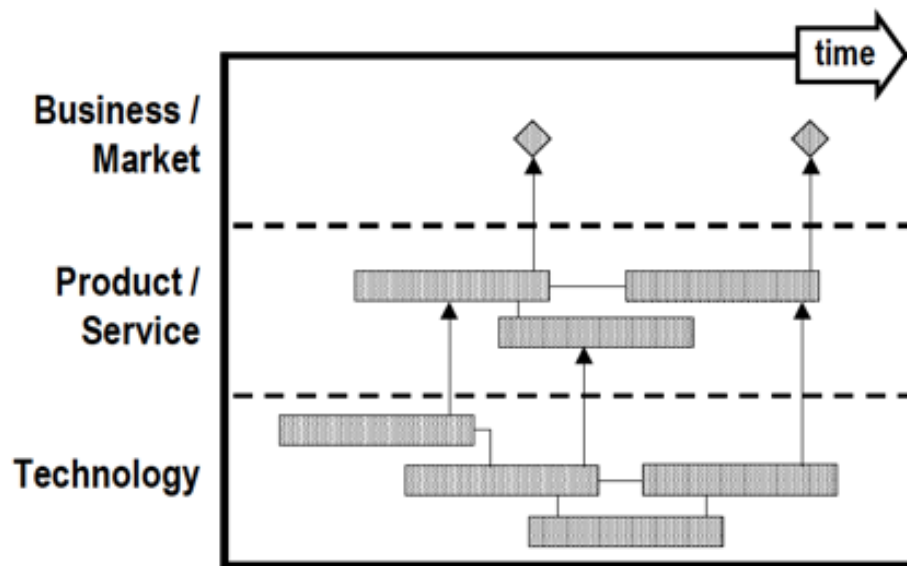 time
Business /
Market
Product /
Service
Technology